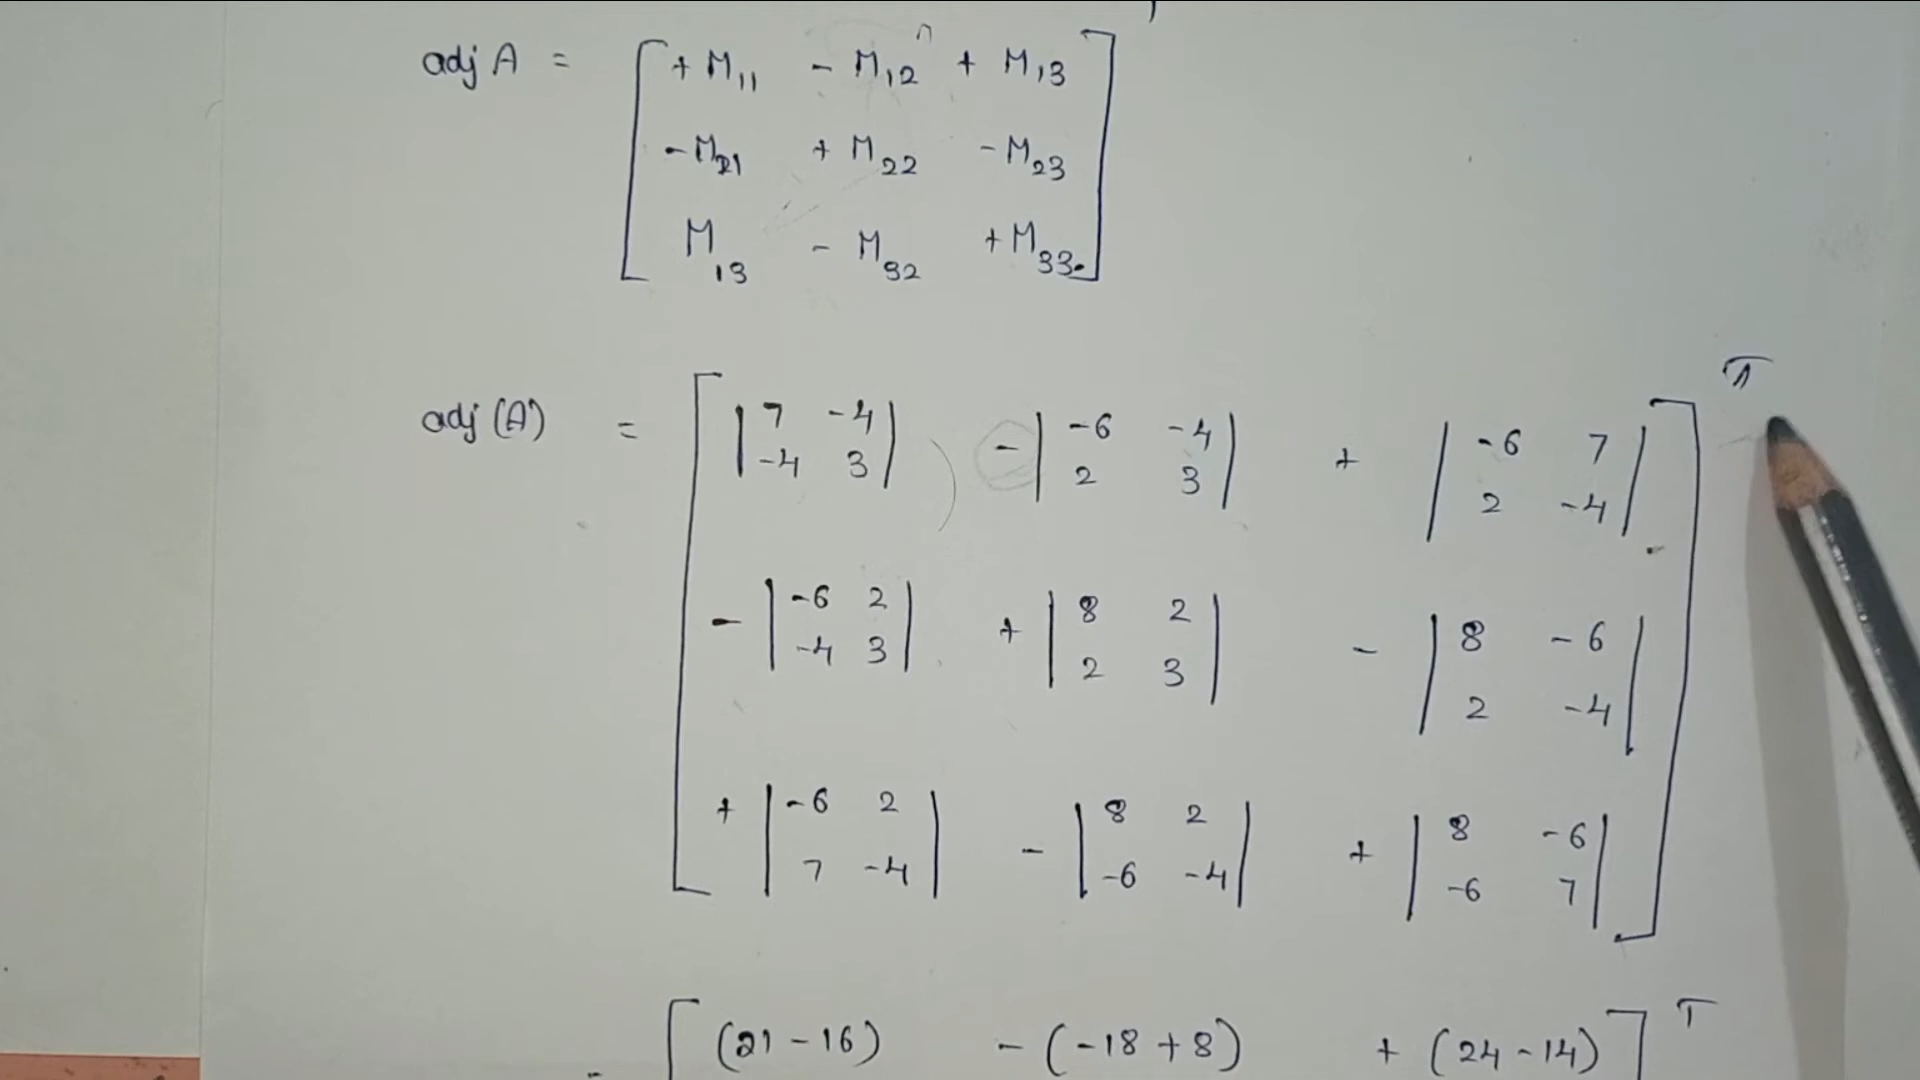 adj A = [ + M11 - M12 + M13 ]
- M21 + M22 - M23
M13 - M32 + M33
adj (A) = [ | 7 -4 | - | -6 -4 | + | -6 7 | ] T
| -4 3 | | 2 3 | | 2 -4 |
- | -6 2 | + | 8 2 | - | 8 -6 |
| -4 3 | | 2 3 | | 2 -4 |
+ | -6 2 | - | 8 2 | + | 8 -6 |
| 7 -4 | | -6 -4 | | -6 7 |
[ (21 - 16) - (-18 + 8) + (24 - 14) ] T